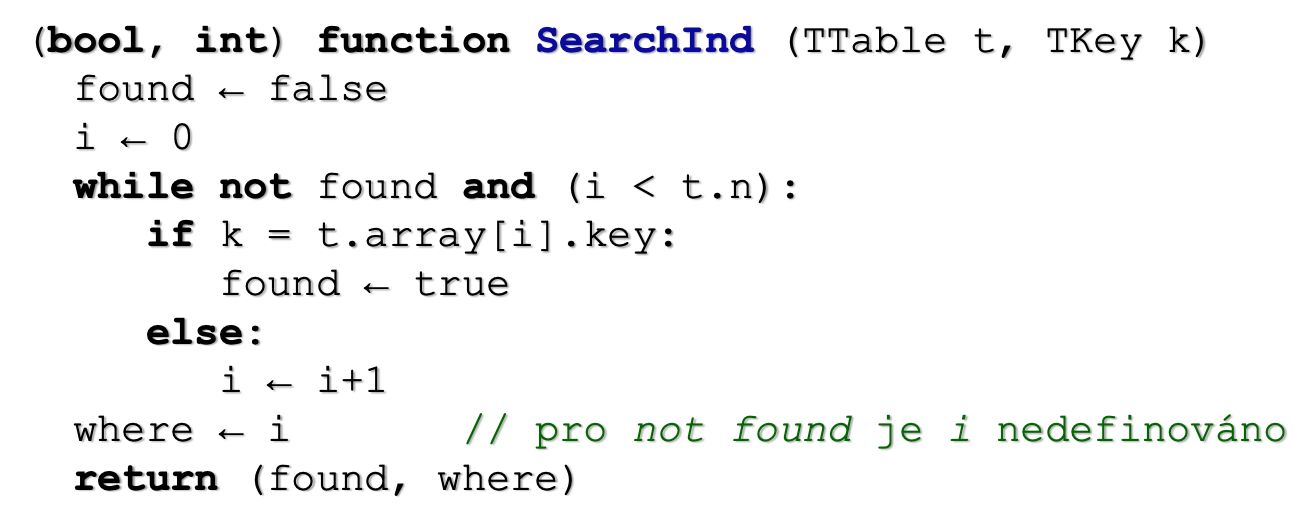 (bool, int) function SearchInd (TTable t, TKey k)
found ← false
i ← 0
while not found and (i < t.n):
if k = t.array[i].key:
found ← true
else:
i ← i+1
where ← i // pro not found je i nedefinováno
return (found, where)